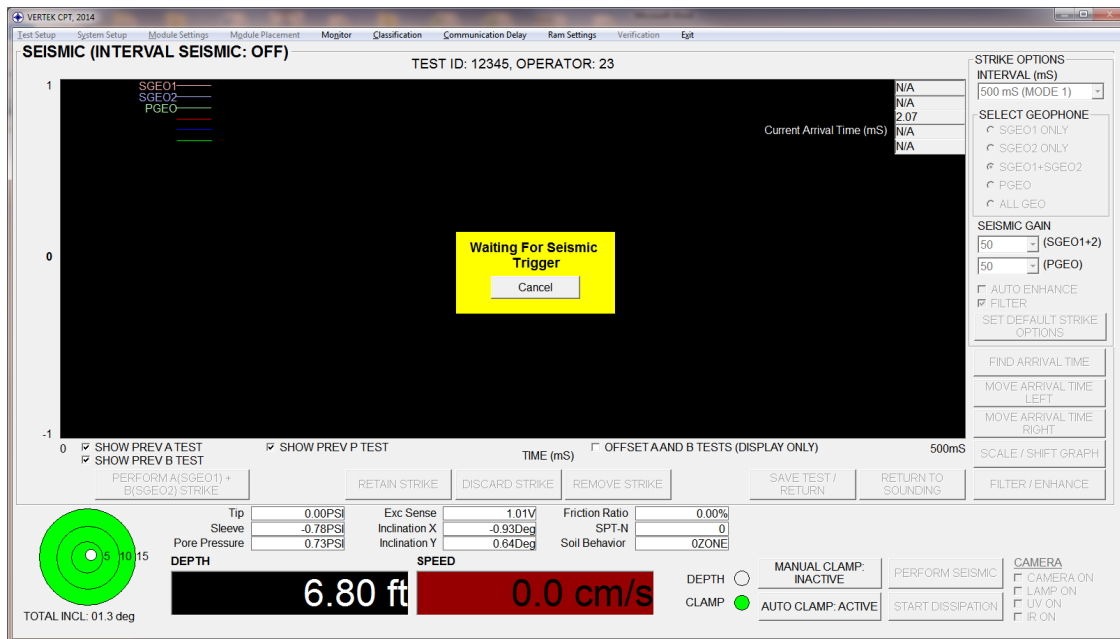 VERTEK CPT, 2014
Test Setup System Setup Module Settings Module Placement Monitor Classification Communication Delay Ram Settings Verification Exit
SEISMIC (INTERVAL SEISMIC: OFF)
TEST ID: 12345, OPERATOR: 23
STRIKE OPTIONS
INTERVAL (mS)
500 mS (MODE 1)
SELECT GEOPHONE
SGEO1 ONLY
SGEO2 ONLY
SGEO1+SGEO2
PGEO
ALL GEO
SEISMIC GAIN
50 (SGEO1+2)
50 (PGEO)
AUTO ENHANCE
FILTER
SET DEFAULT STRIKE
OPTIONS
FIND ARRIVAL TIME
MOVE ARRIVAL TIME
LEFT
MOVE ARRIVAL TIME
RIGHT
SCALE / SHIFT GRAPH
FILTER / ENHANCE
1
0
-1
SGEO1
SGEO2
PGEO
Current Arrival Time (mS)
N/A
N/A
2.07
N/A
N/A
Waiting For Seismic
Trigger
Cancel
0 SHOW PREV A TEST SHOW PREV P TEST OFFSET A AND B TESTS (DISPLAY ONLY) 500mS
SHOW PREV B TEST TIME (mS)
PERFORM A(SGEO1) +
B(SGEO2) STRIKE
RETAIN STRIKE
DISCARD STRIKE
REMOVE STRIKE
SAVE TEST /
RETURN
RETURN TO
SOUNDING
5 10 15
TOTAL INCL: 01.3 deg
Tip 0.00PSI Exc Sense 1.01V Friction Ratio 0.00%
Sleeve -0.78PSI Inclination X -0.93Deg SPT-N 0
Pore Pressure 0.73PSI Inclination Y 0.64Deg Soil Behavior 0ZONE
DEPTH SPEED
6.80 ft 0.0 cm/s
DEPTH
CLAMP
MANUAL CLAMP:
INACTIVE
AUTO CLAMP: ACTIVE
PERFORM SEISMIC
START DISSIPATION
CAMERA
CAMERA ON
LAMP ON
UV ON
IR ON